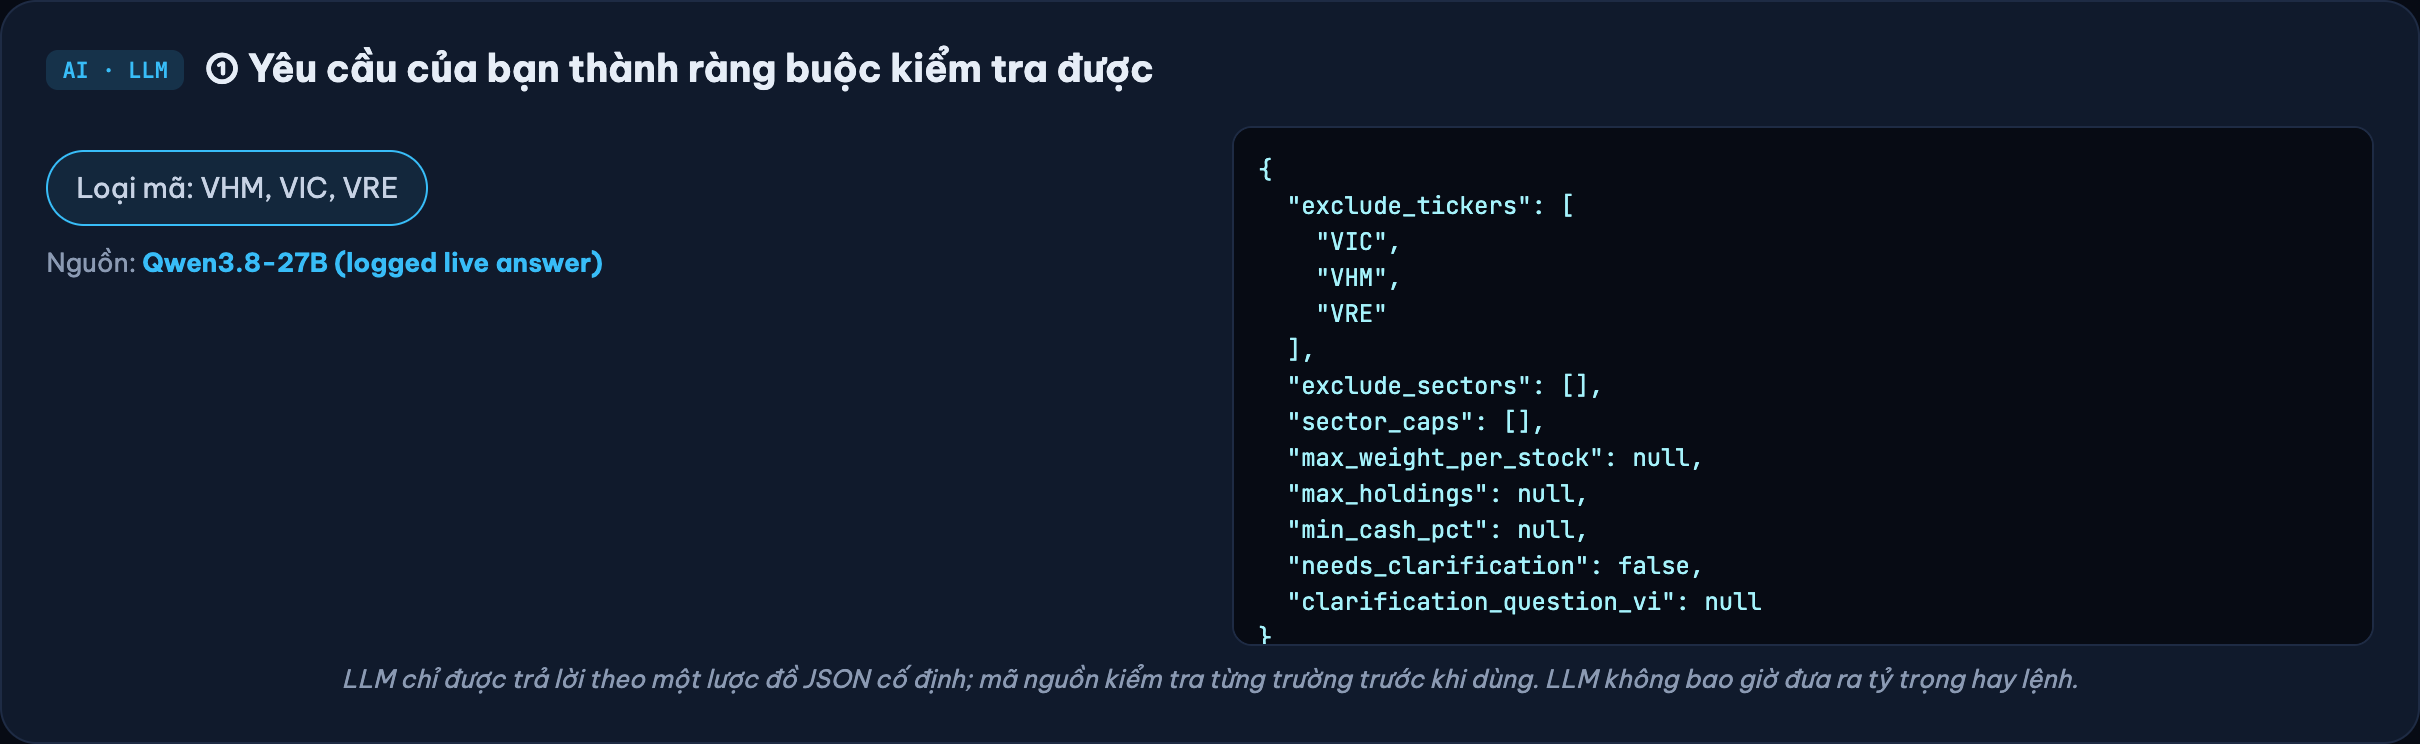 AI · LLM ① Yêu cầu của bạn thành ràng buộc kiểm tra được
Loại mã: VHM, VIC, VRE
Nguồn: Qwen3.8-27B (logged live answer)
{
"exclude_tickers": [
"VIC",
"VHM",
"VRE"
],
"exclude_sectors": [],
"sector_caps": [],
"max_weight_per_stock": null,
"max_holdings": null,
"min_cash_pct": null,
"needs_clarification": false,
"clarification_question_vi": null
}
LLM chỉ được trả lời theo một lược đồ JSON cố định; mã nguồn kiểm tra từng trường trước khi dùng. LLM không bao giờ đưa ra tỷ trọng hay lệnh.